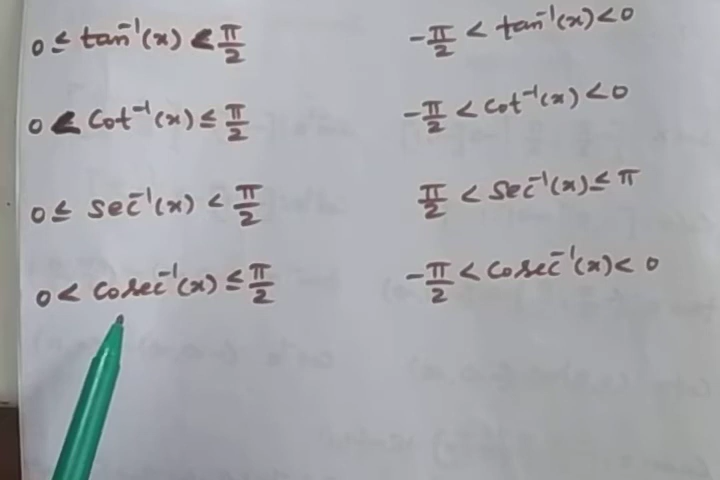 0 ≤ tan⁻¹(x) < π/2 -π/2 < tan⁻¹(x) < 0
0 < Cot⁻¹(x) ≤ π/2 -π/2 < Cot⁻¹(x) < 0
0 ≤ sec⁻¹(x) < π/2 π/2 < sec⁻¹(x) ≤ π
0 < Cosec⁻¹(x) ≤ π/2 -π/2 < Cosec⁻¹(x) < 0